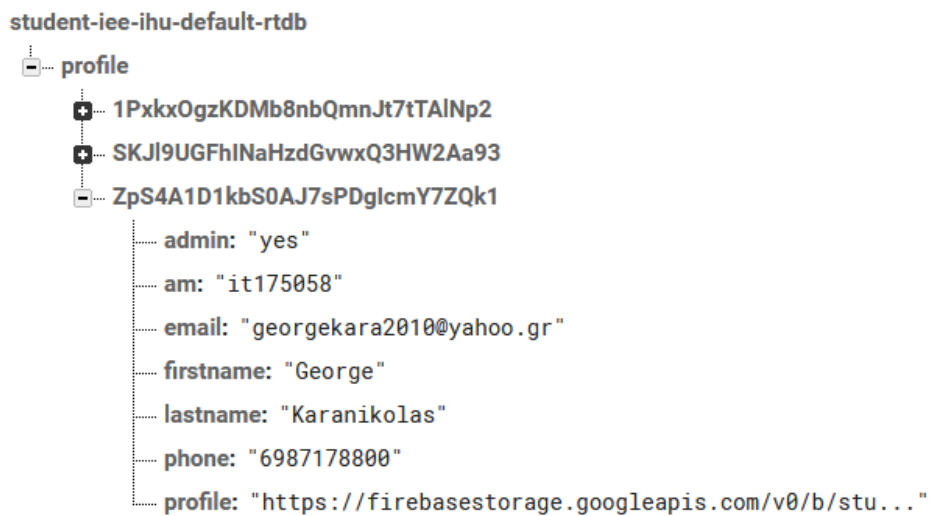 student-iee-ihu-default-rtdb
profile
1PxkxOgzKDMb8nbQmnJt7tTAlNp2
SKJl9UGFhINaHzdGvwxQ3HW2Aa93
ZpS4A1D1kbS0AJ7sPDgIcmY7ZQk1
admin: "yes"
am: "it175058"
email: "georgekara2010@yahoo.gr"
firstname: "George"
lastname: "Karanikolas"
phone: "6987178800"
profile: "https://firebasestorage.googleapis.com/v0/b/stu..."